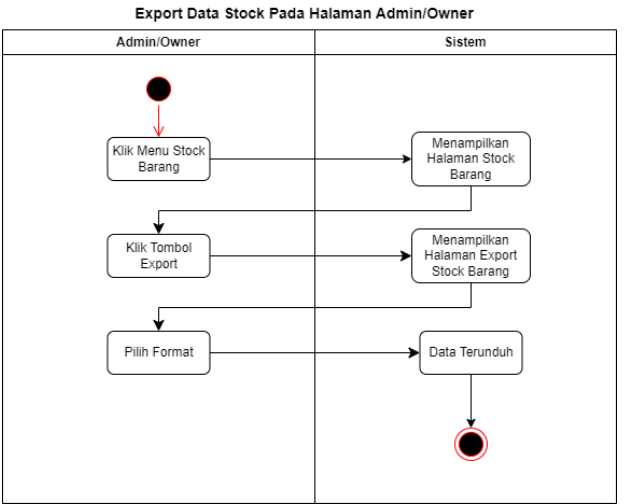 Export Data Stock Pada Halaman Admin/Owner
Admin/Owner
Sistem
Klik Menu Stock
Barang
Menampilkan
Halaman Stock
Barang
Klik Tombol
Export
Menampilkan
Halaman Export
Stock Barang
Pilih Format
Data Terunduh